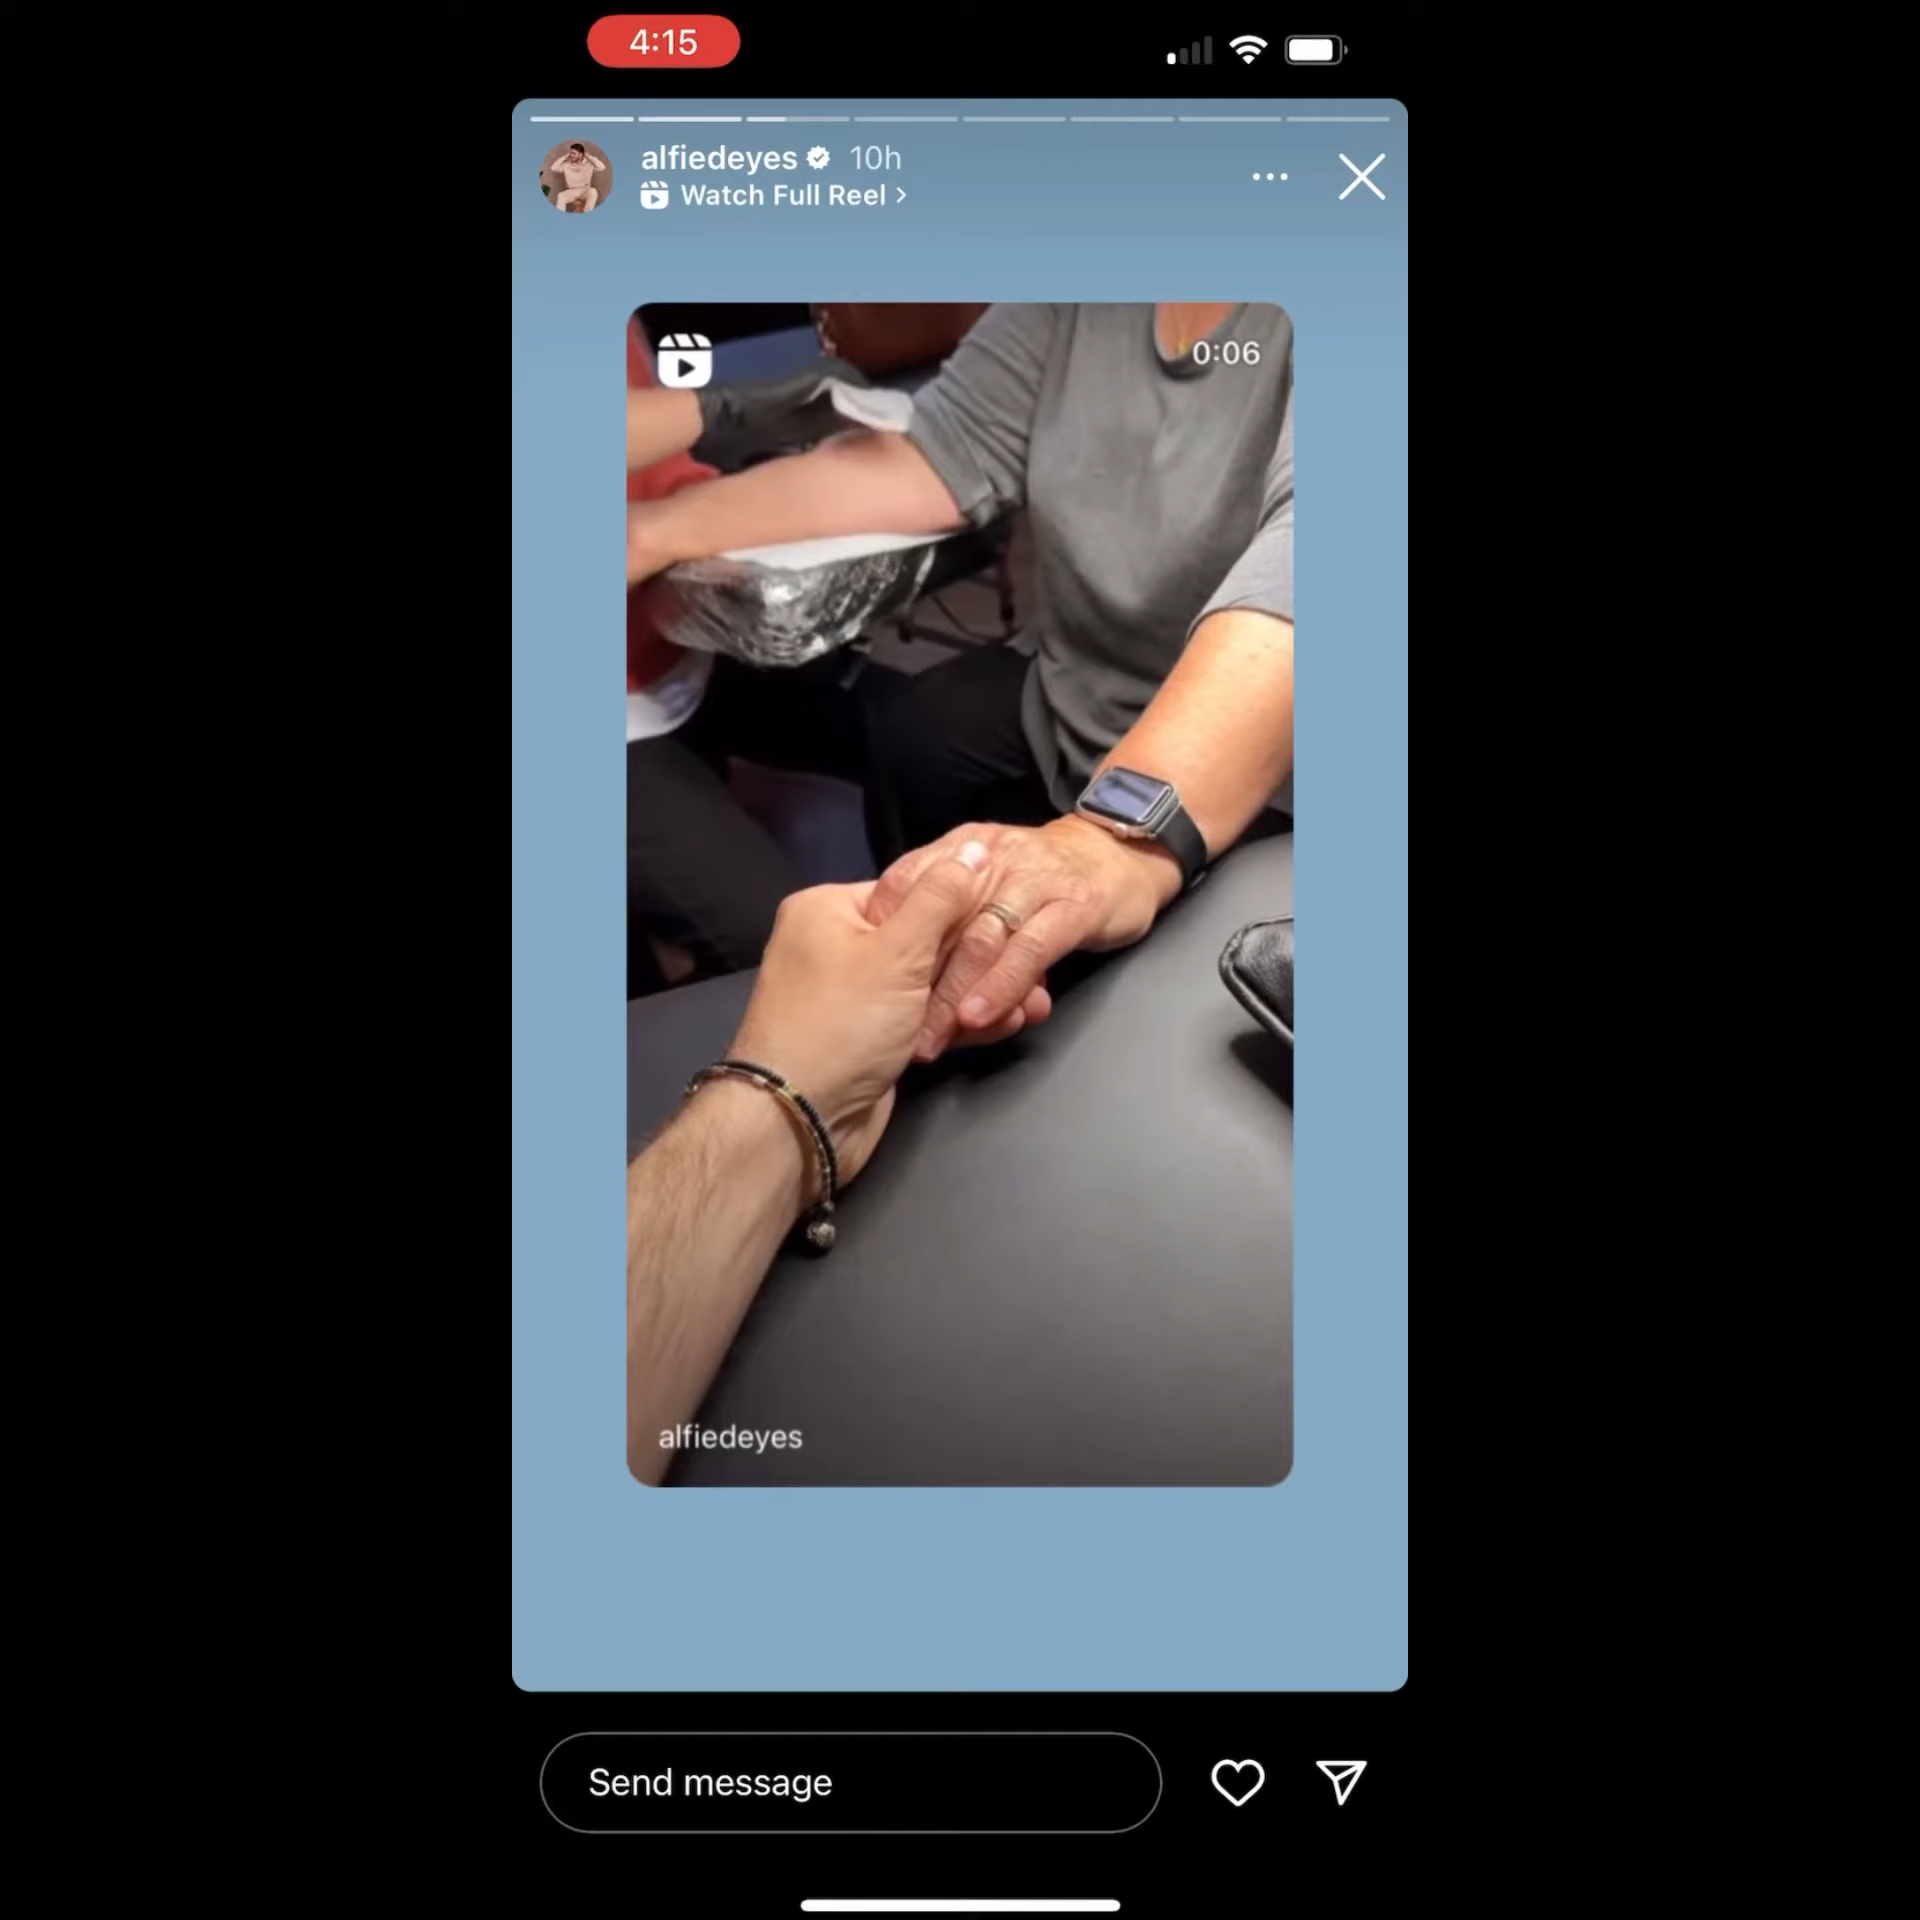 4:15
alfiedeyes 10h
Watch Full Reel
0:06
alfiedeyes
Send message